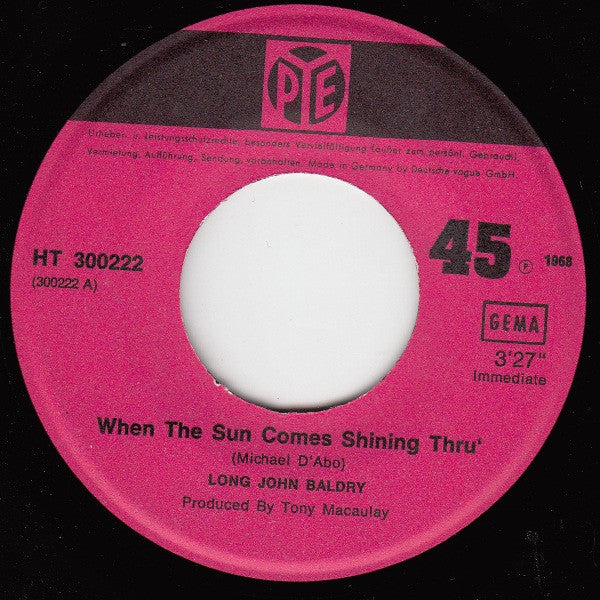 PYE
Urheber- u. Leistungsschutzrechte, besonders Vervielfältigung (außer zum persönl. Gebrauch),
Vermietung, Aufführung, Sendung, vorbehalten. Made in Germany by Deutsche vogue GmbH
HT 300222
(300222 A)
45 Ⓟ 1968
GEMA
3'27"
Immediate
When The Sun Comes Shining Thru'
(Michael D'Abo)
LONG JOHN BALDRY
Produced By Tony Macaulay